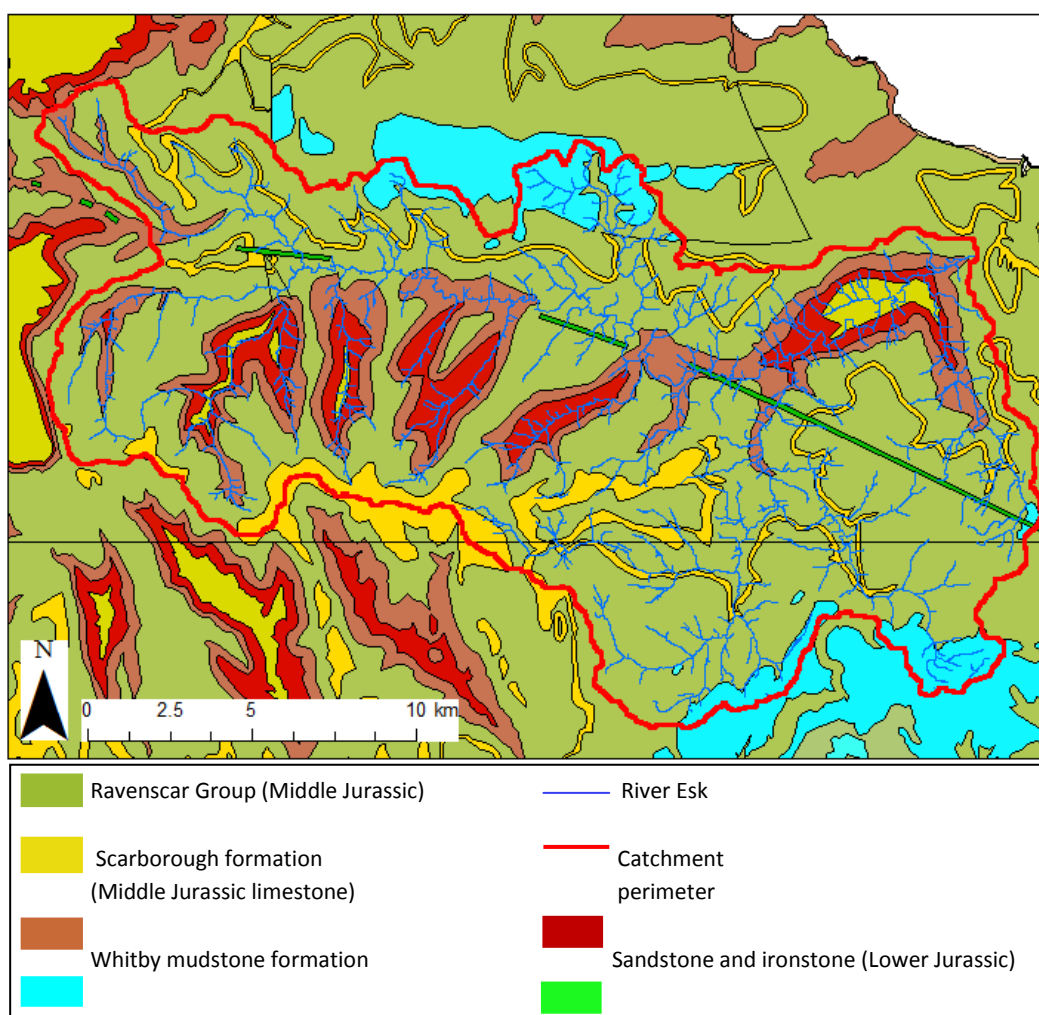 N
0 2.5 5 10 km
Ravenscar Group (Middle Jurassic)
River Esk
Scarborough formation
(Middle Jurassic limestone)
Catchment
perimeter
Whitby mudstone formation
Sandstone and ironstone (Lower Jurassic)